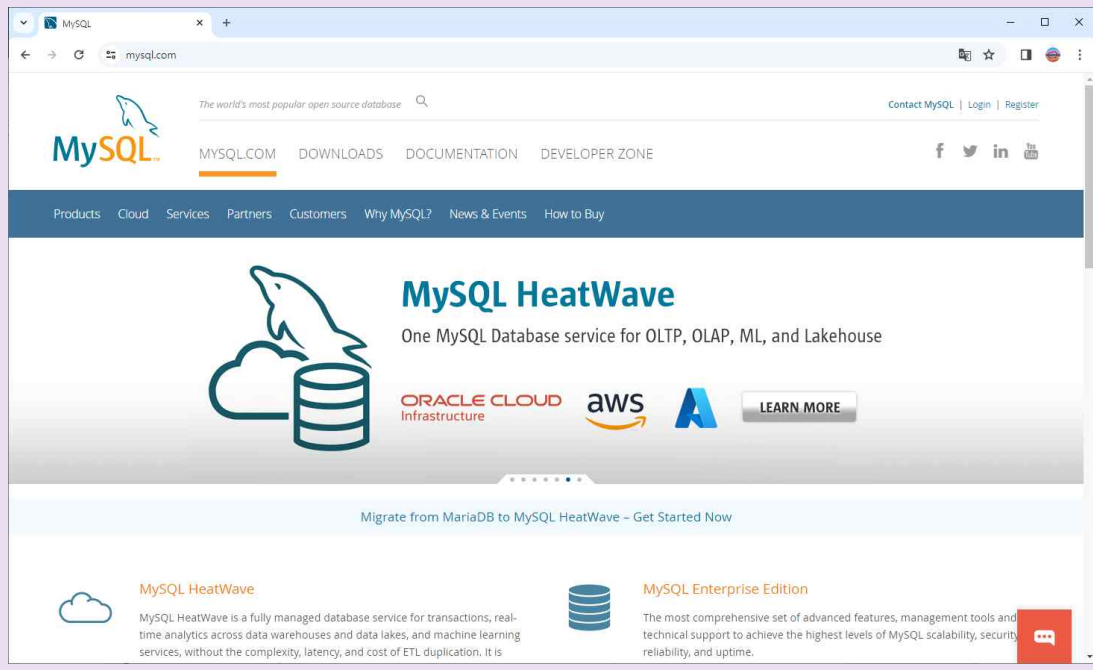 MySQL
mysql.com
The world's most popular open source database
Contact MySQL | Login | Register
MySQL™
MYSQL.COM DOWNLOADS DOCUMENTATION DEVELOPER ZONE
You Tube
Products Cloud Services Partners Customers Why MySQL? News & Events How to Buy
MySQL HeatWave
One MySQL Database service for OLTP, OLAP, ML, and Lakehouse
ORACLE CLOUD
Infrastructure
aws
LEARN MORE
Migrate from MariaDB to MySQL HeatWave – Get Started Now
MySQL HeatWave
MySQL HeatWave is a fully managed database service for transactions, real-
time analytics across data warehouses and data lakes, and machine learning
services, without the complexity, latency, and cost of ETL duplication. It is
MySQL Enterprise Edition
The most comprehensive set of advanced features, management tools and
technical support to achieve the highest levels of MySQL scalability, security,
reliability, and uptime.